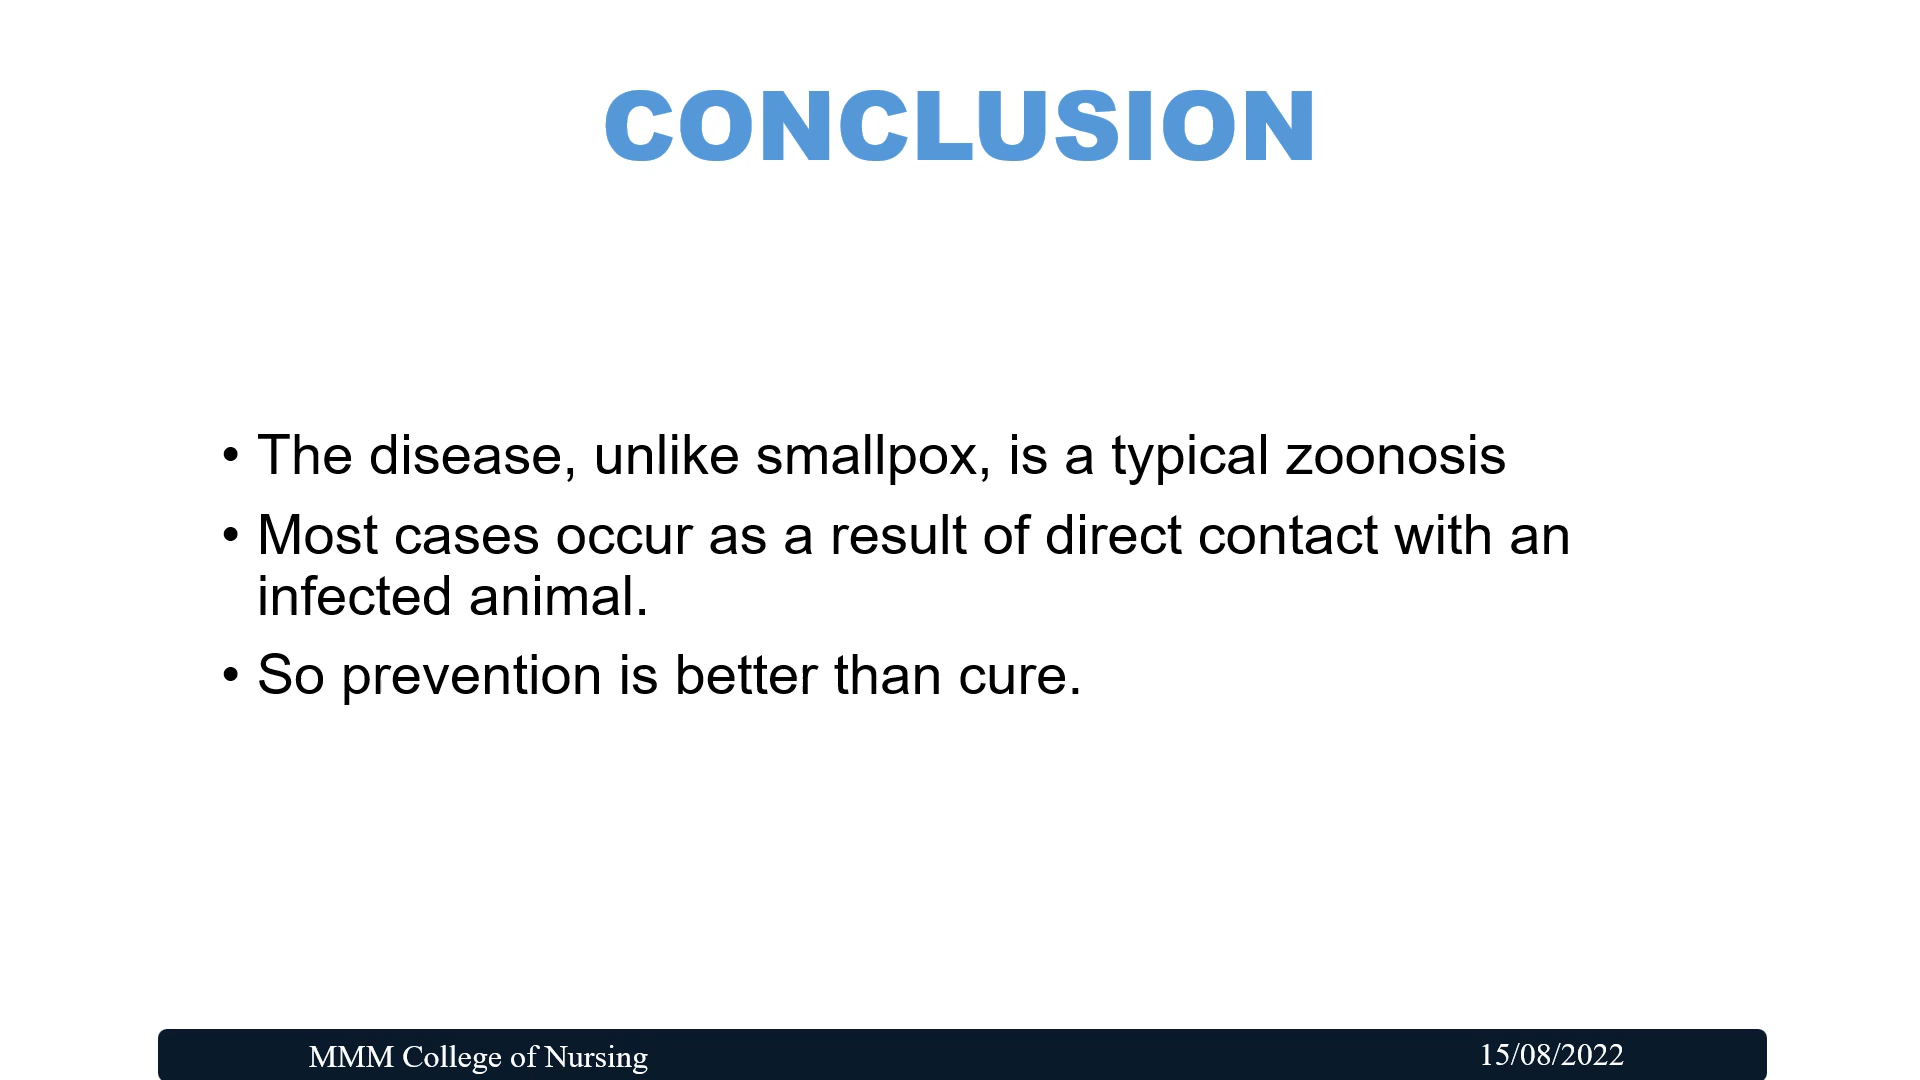 CONCLUSION
• The disease, unlike smallpox, is a typical zoonosis
• Most cases occur as a result of direct contact with an
infected animal.
• So prevention is better than cure.
MMM College of Nursing
15/08/2022